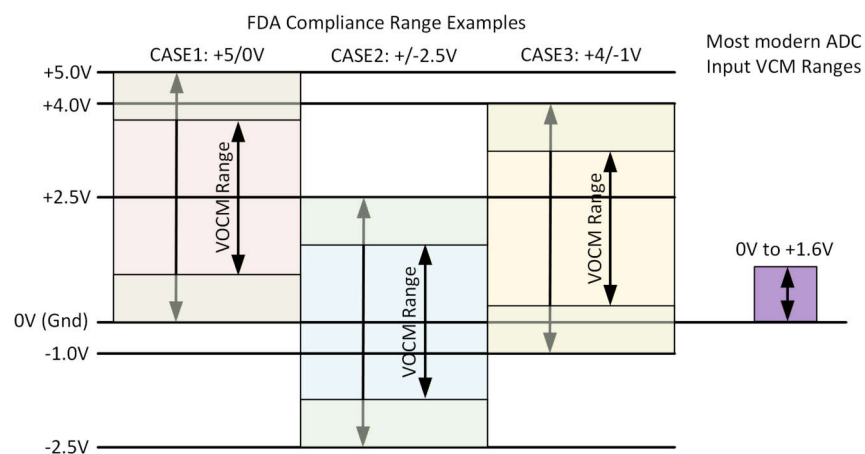 FDA Compliance Range Examples
CASE1: +5/0V
CASE2: +/-2.5V
CASE3: +4/-1V
Most modern ADC
Input VCM Ranges
+5.0V
+4.0V
+2.5V
0V (Gnd)
-1.0V
-2.5V
VOCM Range
VOCM Range
VOCM Range
0V to +1.6V